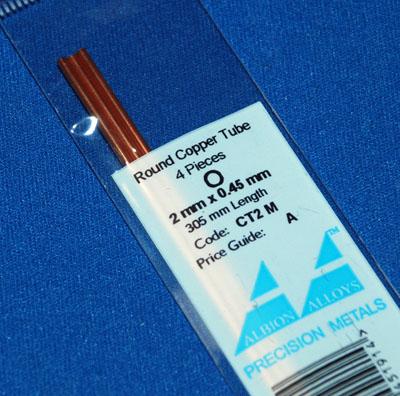 Round Copper Tube
4 Pieces
2 mm x 0.45 mm
305 mm Length
Code: CT2 M
Price Guide: A
TM
ALBION ALLOYS
PRECISION METALS